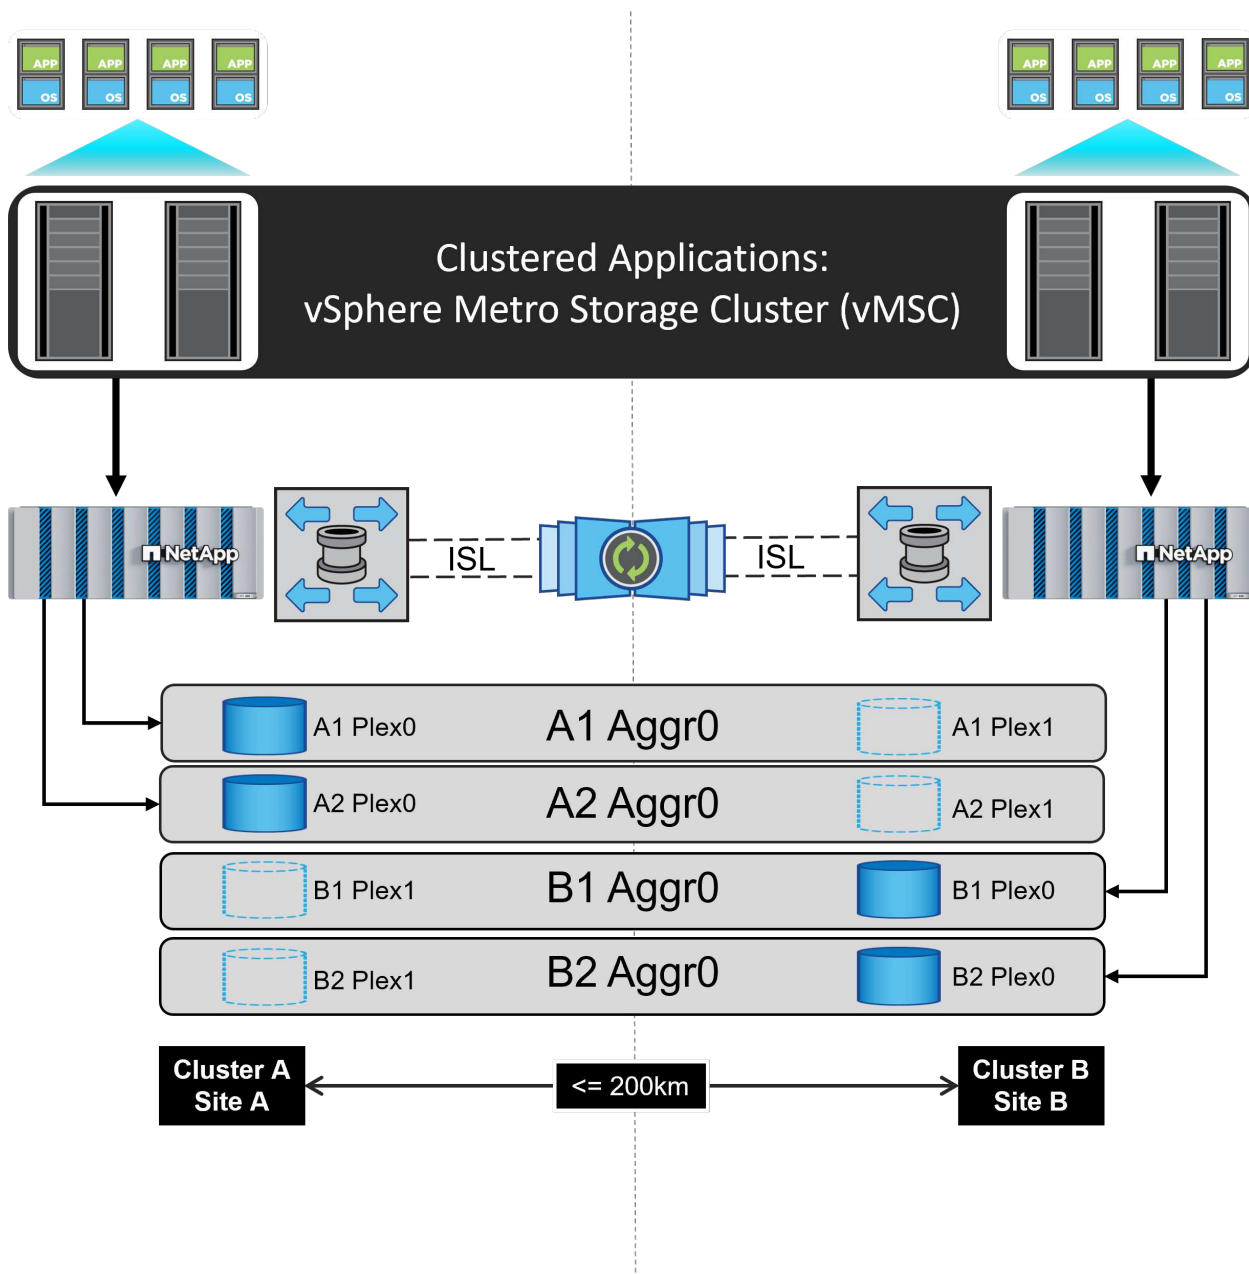 APP APP APP APP
OS OS OS OS
APP APP APP APP
OS OS OS OS
Clustered Applications:
vSphere Metro Storage Cluster (vMSC)
NetApp
ISL
ISL
NetApp
A1 Plex0
A1 Aggr0
A1 Plex1
A2 Plex0
A2 Aggr0
A2 Plex1
B1 Plex1
B1 Aggr0
B1 Plex0
B2 Plex1
B2 Aggr0
B2 Plex0
Cluster A
Site A
<= 200km
Cluster B
Site B